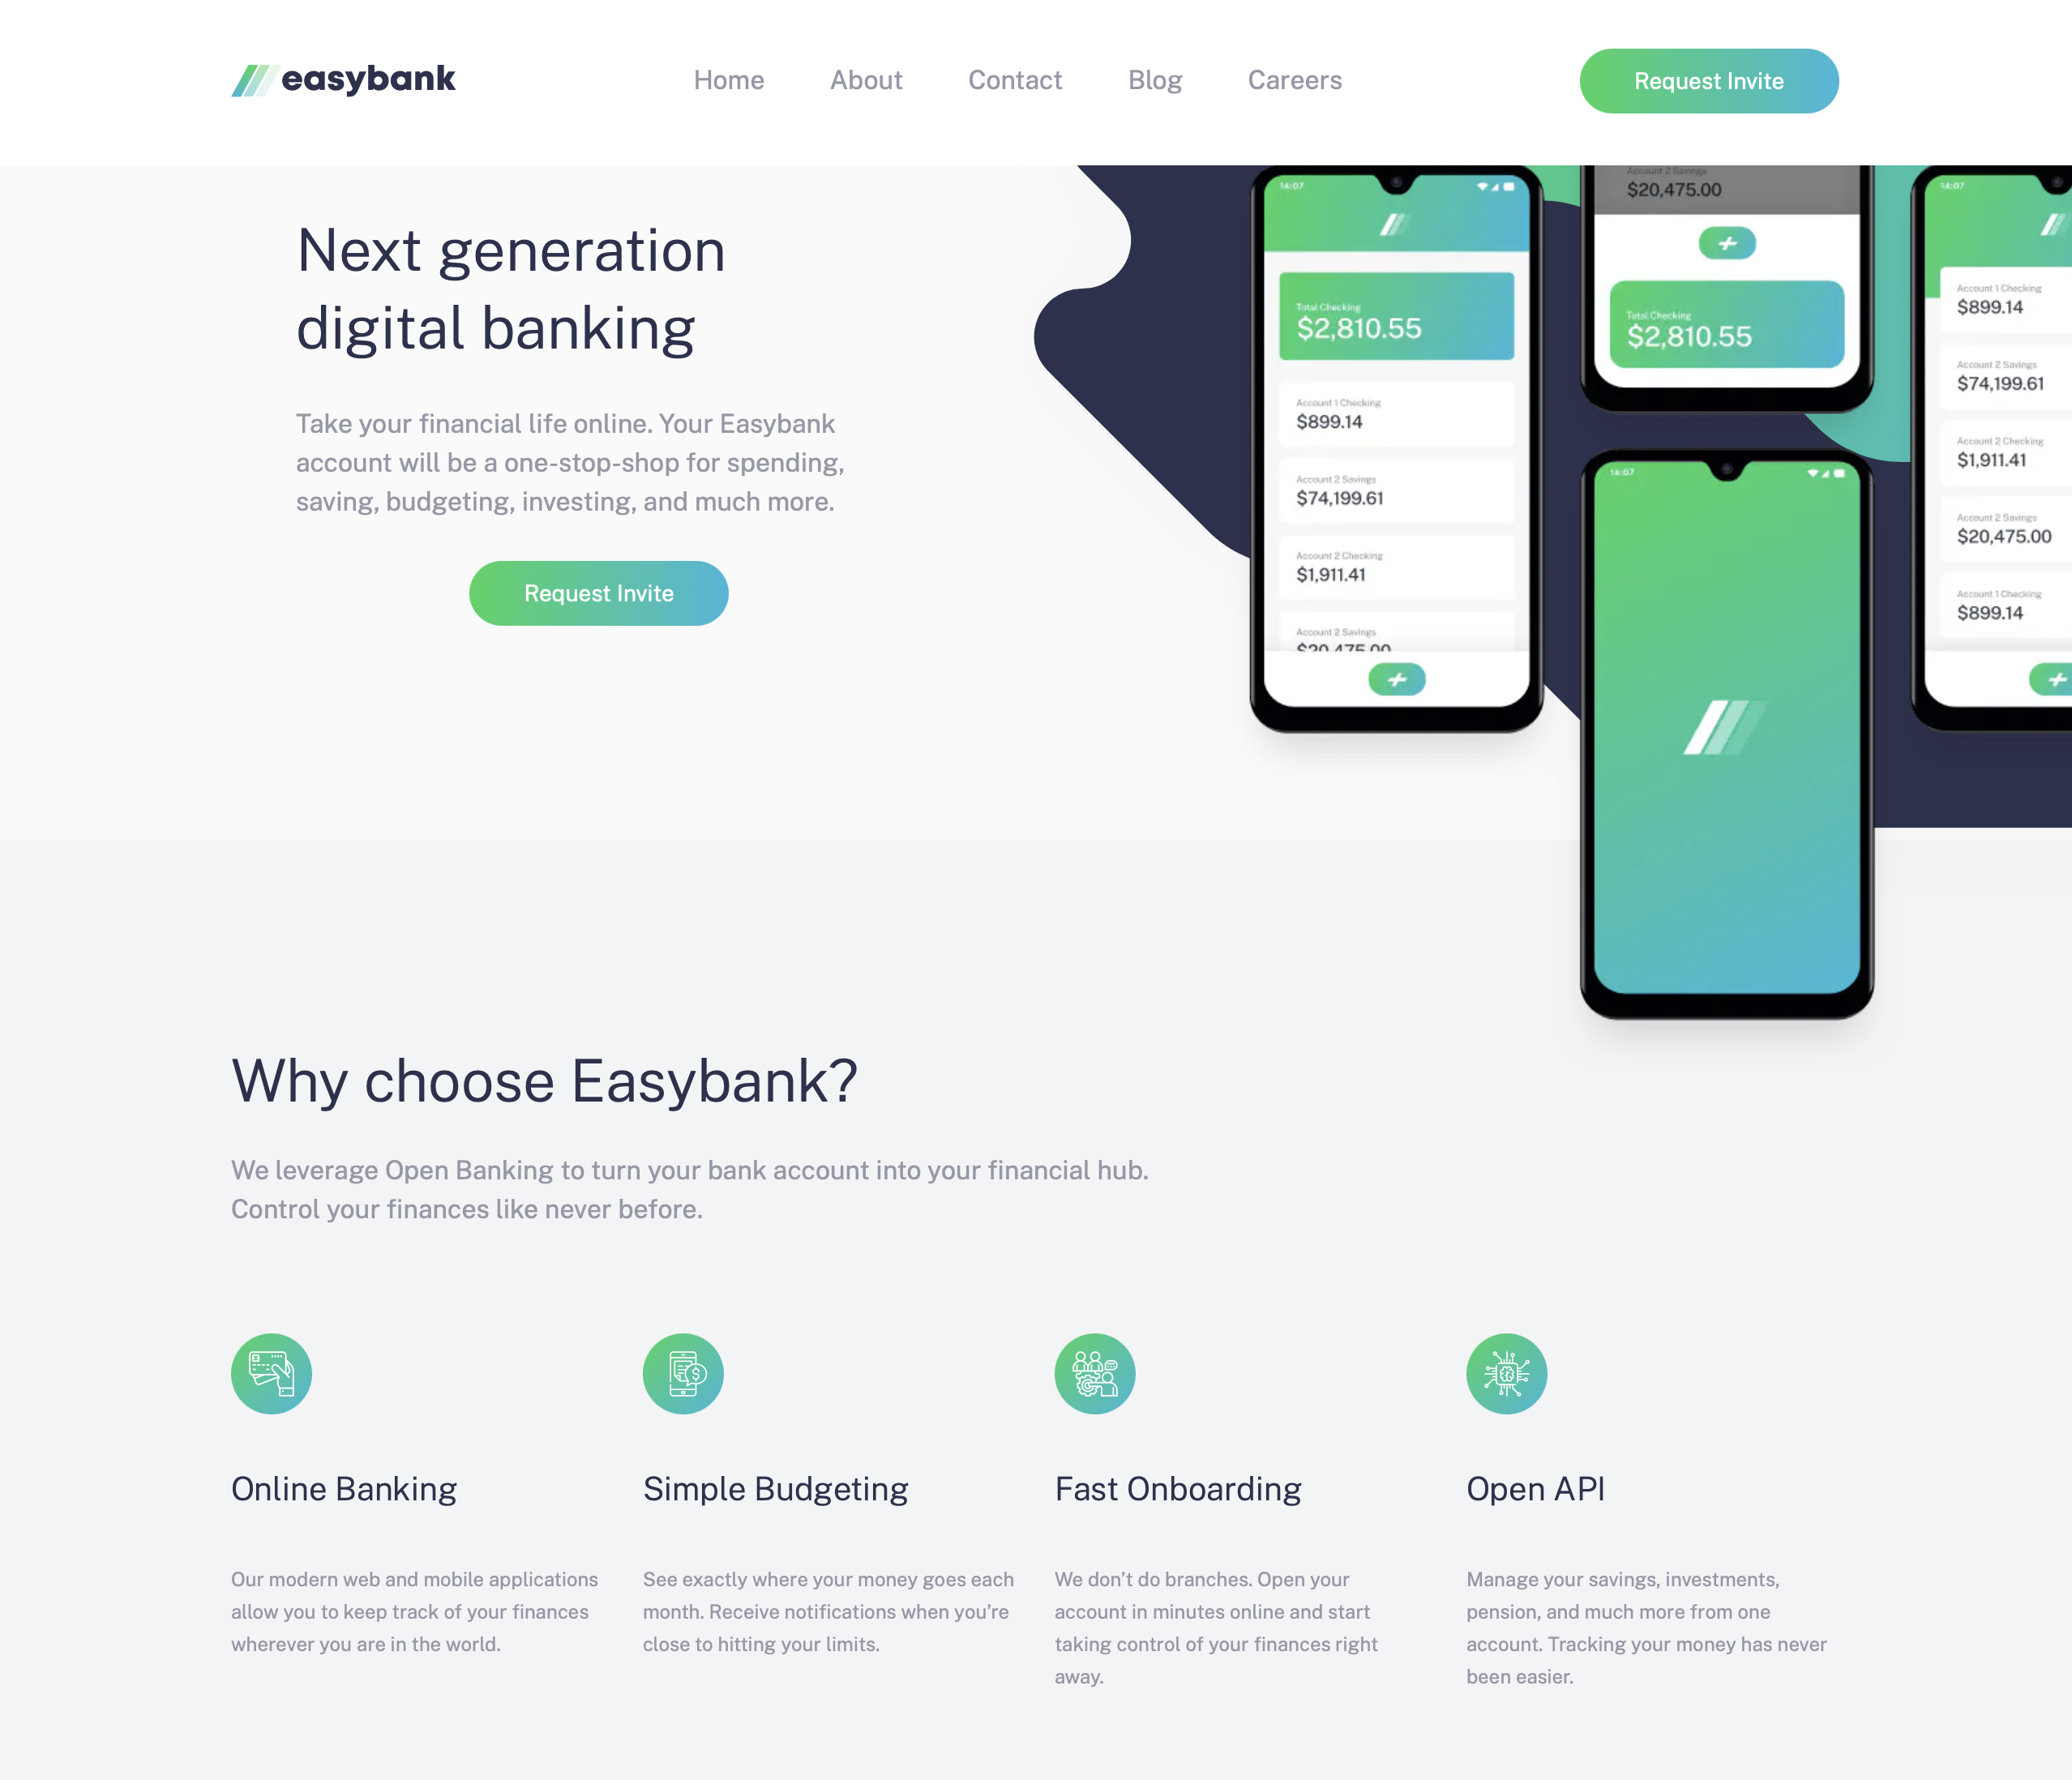 easybank
Home
About
Contact
Blog
Careers
Request Invite
Next generation
digital banking
Take your financial life online. Your Easybank
account will be a one-stop-shop for spending,
saving, budgeting, investing, and much more.
Request Invite
14:07
Total Checking
$2,810.55
Account 1 Checking
$899.14
Account 2 Savings
$74,199.61
Account 2 Checking
$1,911.41
Account 2 Savings
$20,475.00
Account 2 Savings
$20,475.00
Total Checking
$2,810.55
14:07
14:07
Account 1 Checking
$899.14
Account 2 Savings
$74,199.61
Account 2 Checking
$1,911.41
Account 2 Savings
$20,475.00
Account 1 Checking
$899.14
Why choose Easybank?
We leverage Open Banking to turn your bank account into your financial hub.
Control your finances like never before.
Online Banking
Our modern web and mobile applications
allow you to keep track of your finances
wherever you are in the world.
Simple Budgeting
See exactly where your money goes each
month. Receive notifications when you’re
close to hitting your limits.
Fast Onboarding
We don’t do branches. Open your
account in minutes online and start
taking control of your finances right
away.
Open API
Manage your savings, investments,
pension, and much more from one
account. Tracking your money has never
been easier.